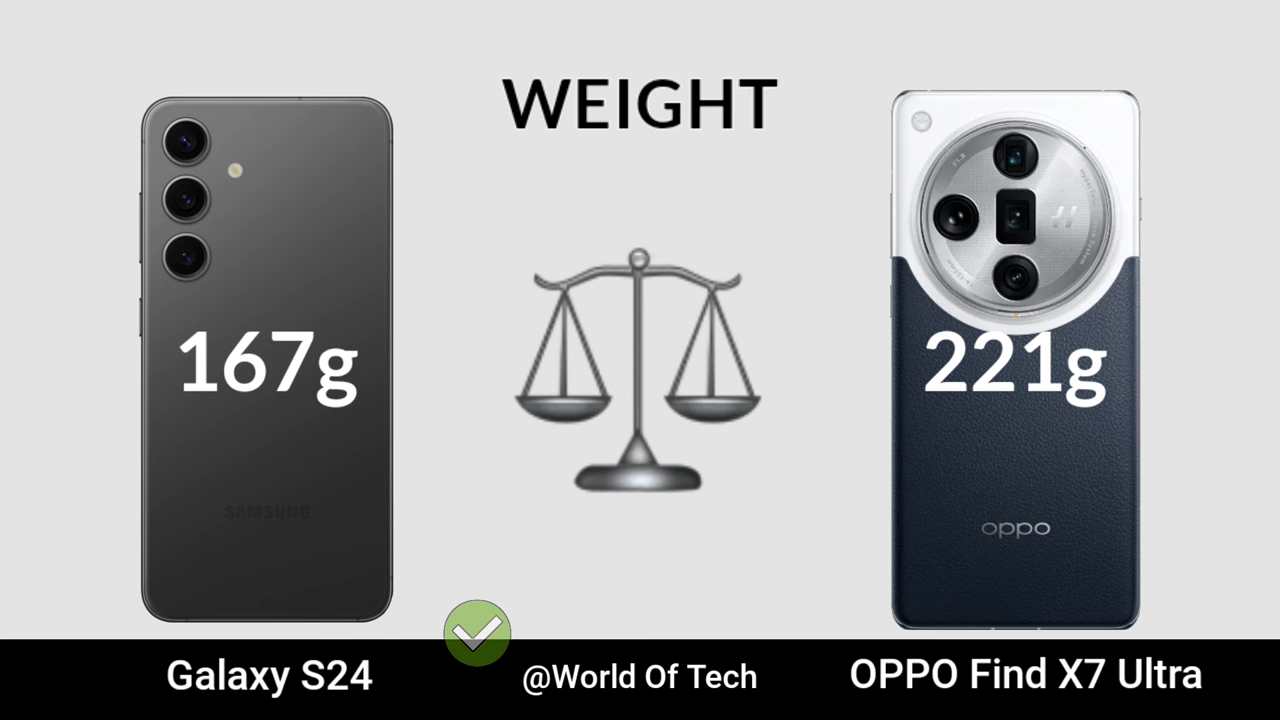 WEIGHT
167g
221g
SAMSUNG
oppo
Galaxy S24
@World Of Tech
OPPO Find X7 Ultra